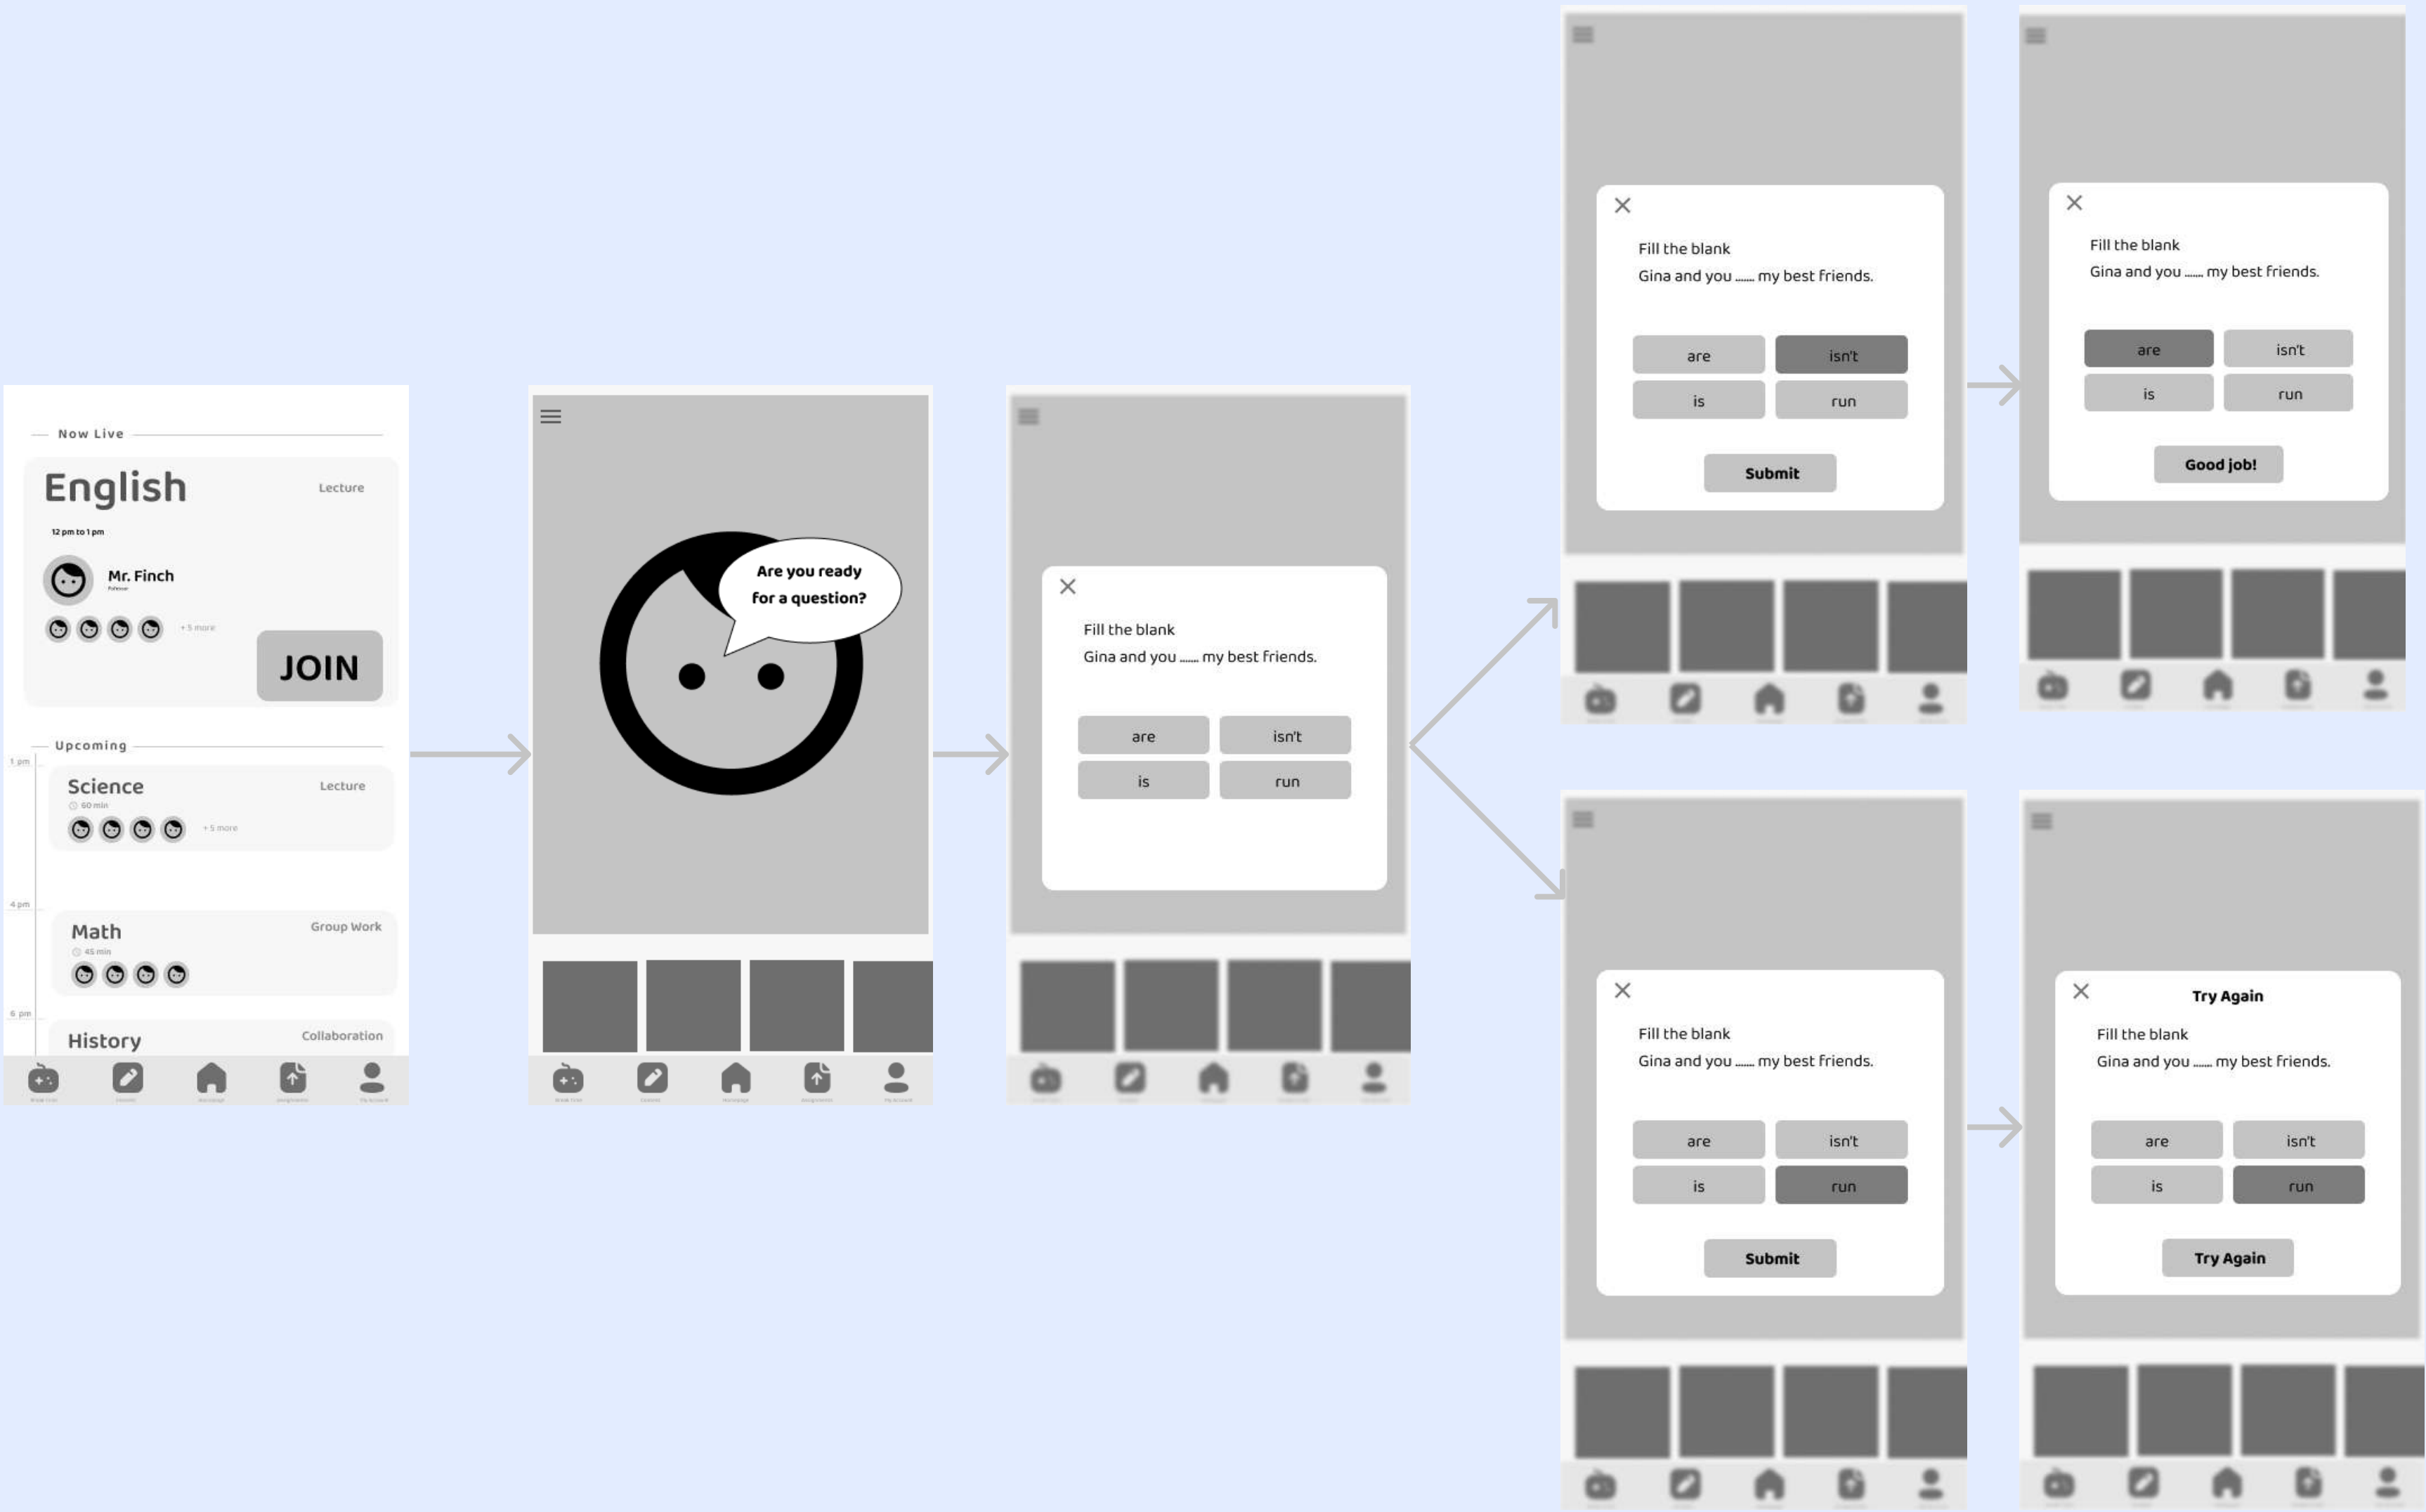 Now Live
English
Lecture
12 pm to 1 pm
Mr. Finch
+ 5 more
JOIN
Upcoming
1 pm
Science
Lecture
60 min
+ 5 more
4 pm
Math
Group Work
45 min
6 pm
History
Collaboration
Are you ready
for a question?
Fill the blank
Gina and you ....... my best friends.
are
isn't
is
run
Fill the blank
Gina and you ....... my best friends.
are
isn't
is
run
Submit
Fill the blank
Gina and you ....... my best friends.
are
isn't
is
run
Good job!
Fill the blank
Gina and you ....... my best friends.
are
isn't
is
run
Submit
Try Again
Fill the blank
Gina and you ....... my best friends.
are
isn't
is
run
Try Again